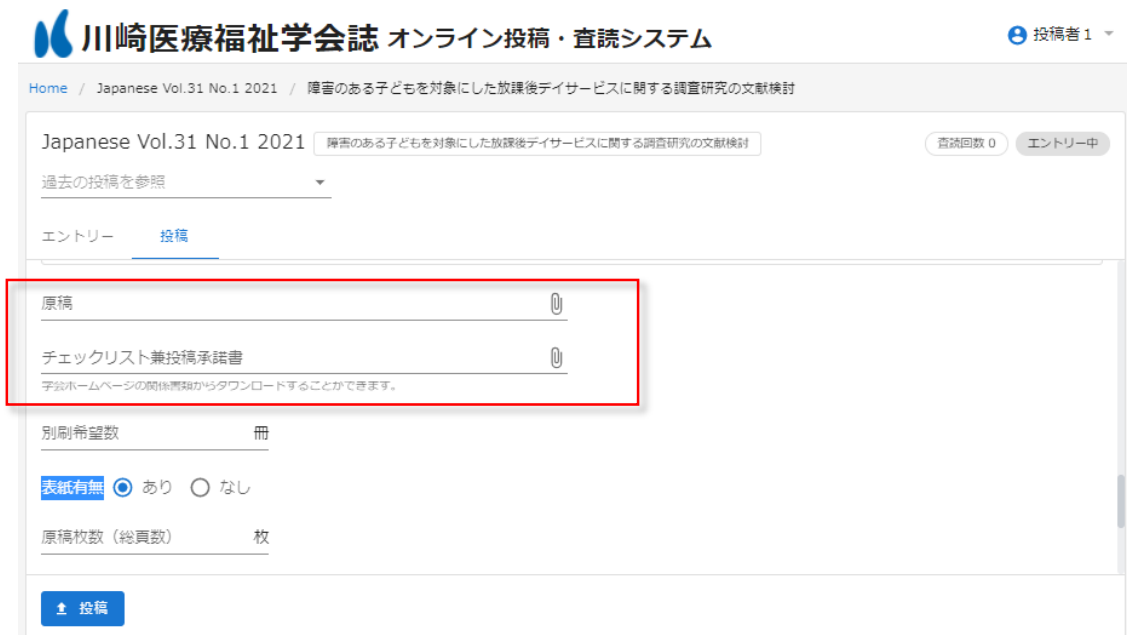 川崎医療福祉学会誌 オンライン投稿・査読システム
投稿者1
Home / Japanese Vol.31 No.1 2021 / 障害のある子どもを対象にした放課後デイサービスに関する調査研究の文献検討
Japanese Vol.31 No.1 2021 障害のある子どもを対象にした放課後デイサービスに関する調査研究の文献検討 査読回数 0 エントリー中
過去の投稿を参照
エントリー 投稿
原稿
チェックリスト兼投稿承諾書
学会ホームページの関係書類からダウンロードすることができます。
別刷希望数 冊
表紙有無 あり なし
原稿枚数（総頁数） 枚
投稿